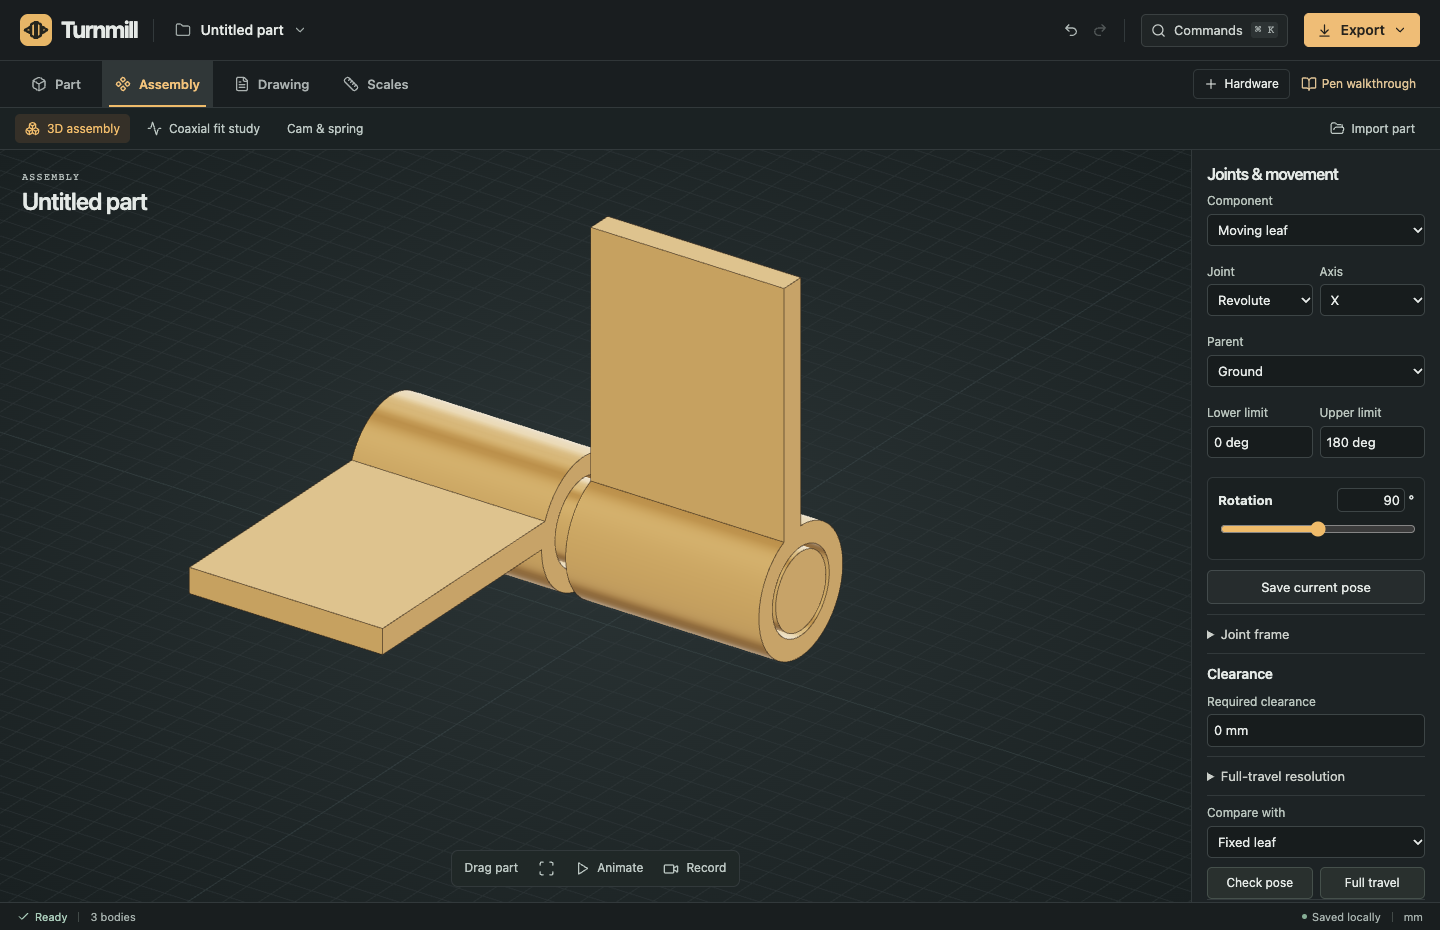 Turnmill
Untitled part
Commands ⌘ K
Export
Part
Assembly
Drawing
Scales
Hardware
Pen walkthrough
3D assembly
Coaxial fit study
Cam & spring
Import part
ASSEMBLY
Untitled part
Joints & movement
Component
Moving leaf
Joint Axis
Revolute X
Parent
Ground
Lower limit Upper limit
0 deg 180 deg
Rotation 90 °
Save current pose
Joint frame
Clearance
Required clearance
0 mm
Full-travel resolution
Compare with
Fixed leaf
Check pose Full travel
Drag part
Animate
Record
Ready
3 bodies
Saved locally
mm